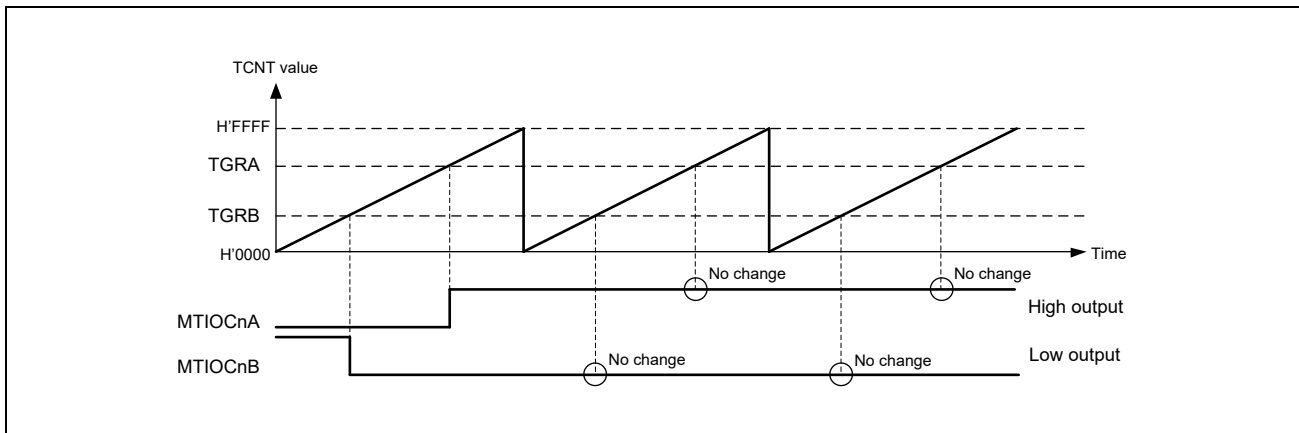 TCNT value
H'FFFF
TGRA
TGRB
H'0000
Time
No change
No change
High output
MTIOCnA
No change
No change
Low output
MTIOCnB